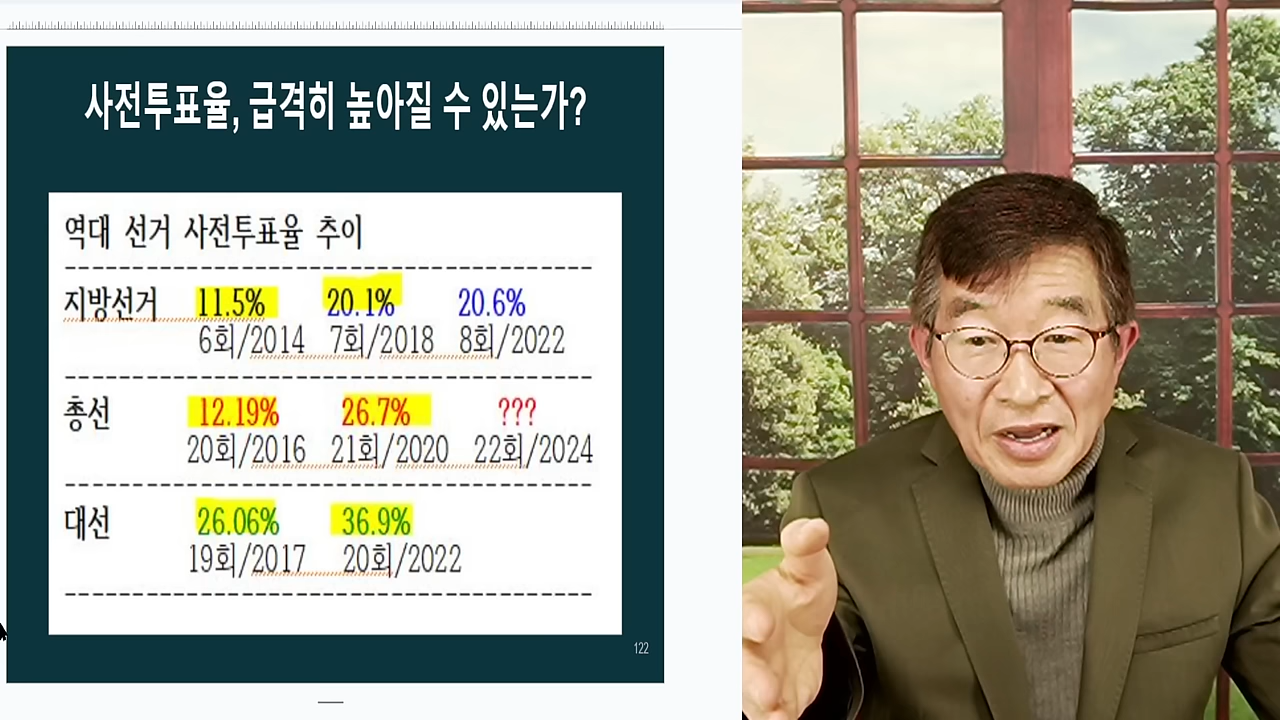 사전투표율, 급격히 높아질 수 있는가?
역대 선거 사전투표율 추이
지방선거 11.5% 20.1% 20.6%
6회/2014 7회/2018 8회/2022
총선 12.19% 26.7% ???
20회/2016 21회/2020 22회/2024
대선 26.06% 36.9%
19회/2017 20회/2022
122